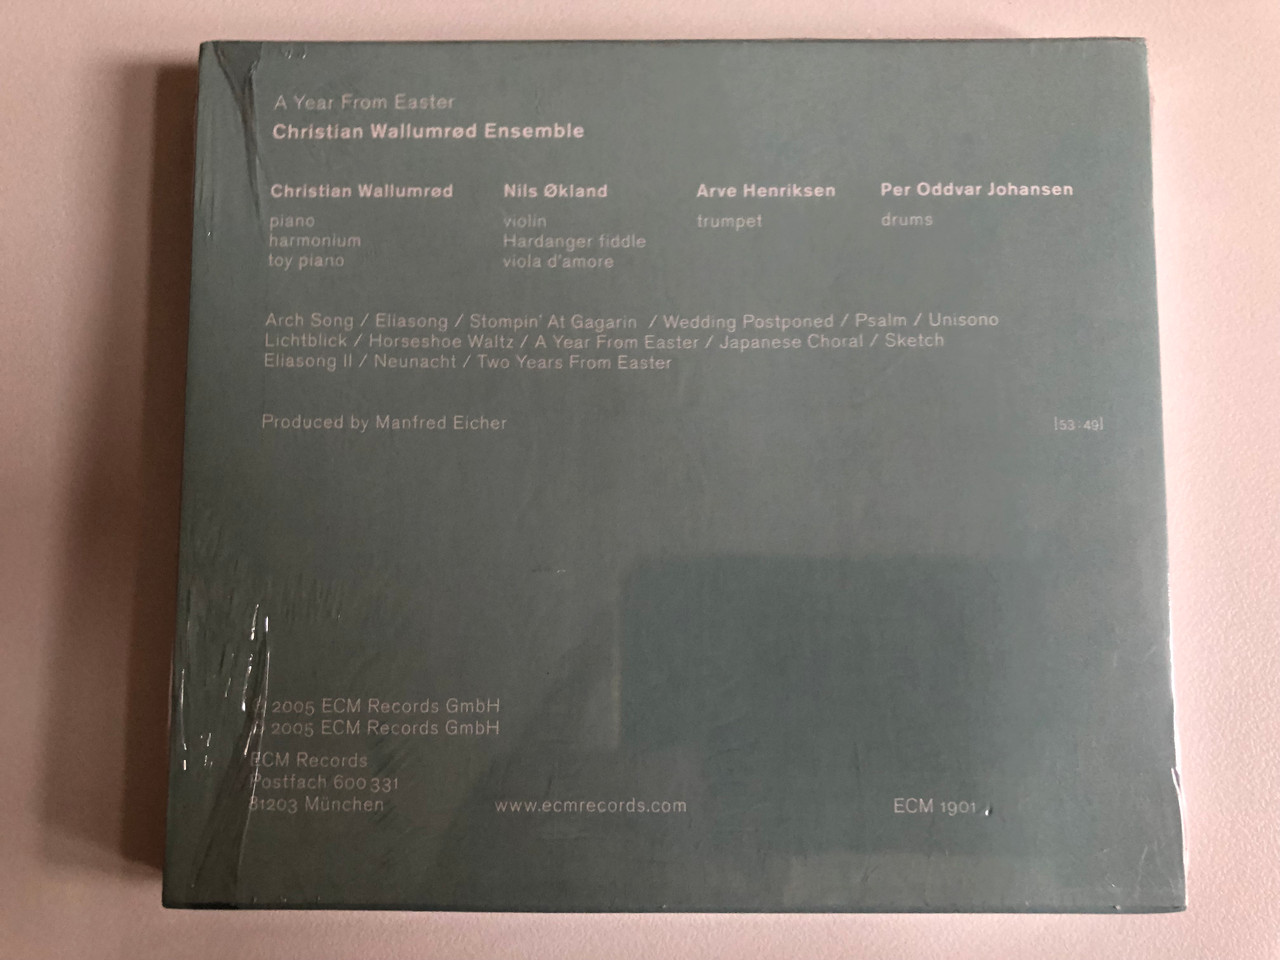 A Year From Easter
Christian Wallumrød Ensemble
Christian Wallumrød
piano
harmonium
toy piano
Nils Økland
violin
Hardanger fiddle
viola d'amore
Arve Henriksen
trumpet
Per Oddvar Johansen
drums
Arch Song / Eliasong / Stompin' At Gagarin / Wedding Postponed / Psalm / Unisono
Lichtblick / Horseshoe Waltz / A Year From Easter / Japanese Choral / Sketch
Eliasong II / Neunacht / Two Years From Easter
Produced by Manfred Eicher
[53:49]
℗ 2005 ECM Records GmbH
© 2005 ECM Records GmbH
ECM Records
Postfach 600 331
81203 München
www.ecmrecords.com
ECM 1901